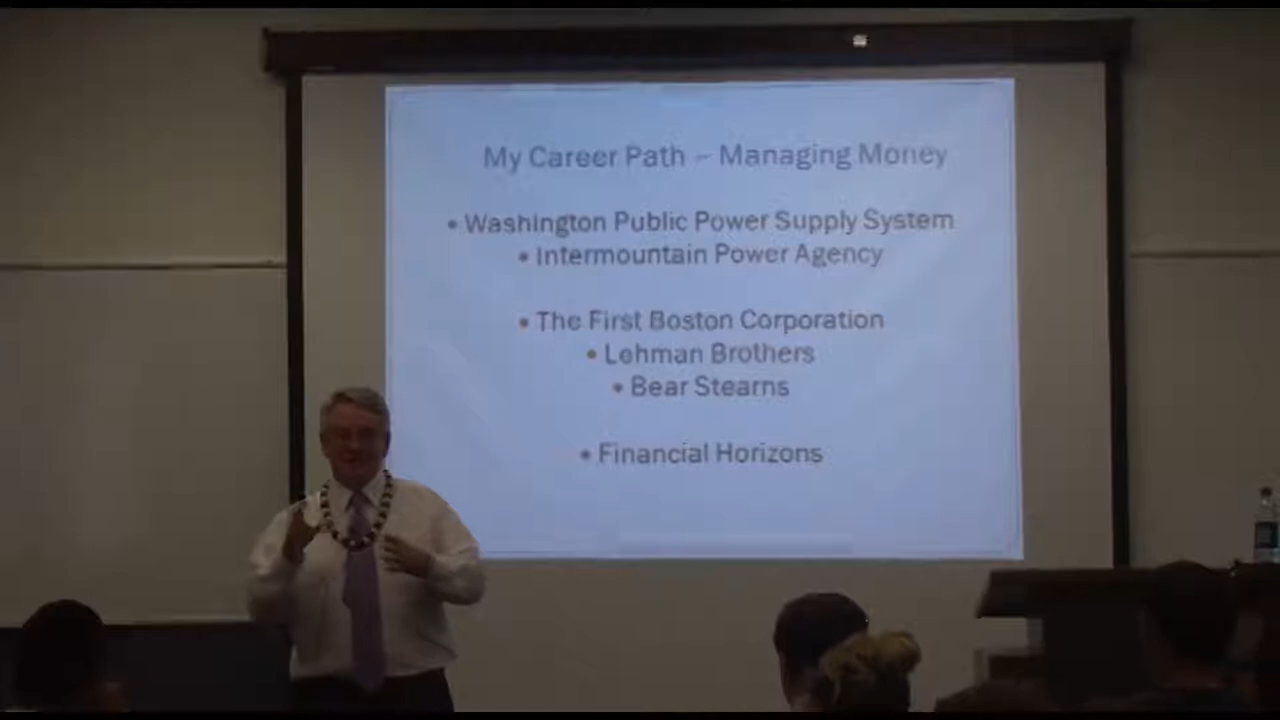 My Career Path – Managing Money
• Washington Public Power Supply System
• Intermountain Power Agency
• The First Boston Corporation
• Lehman Brothers
• Bear Stearns
• Financial Horizons